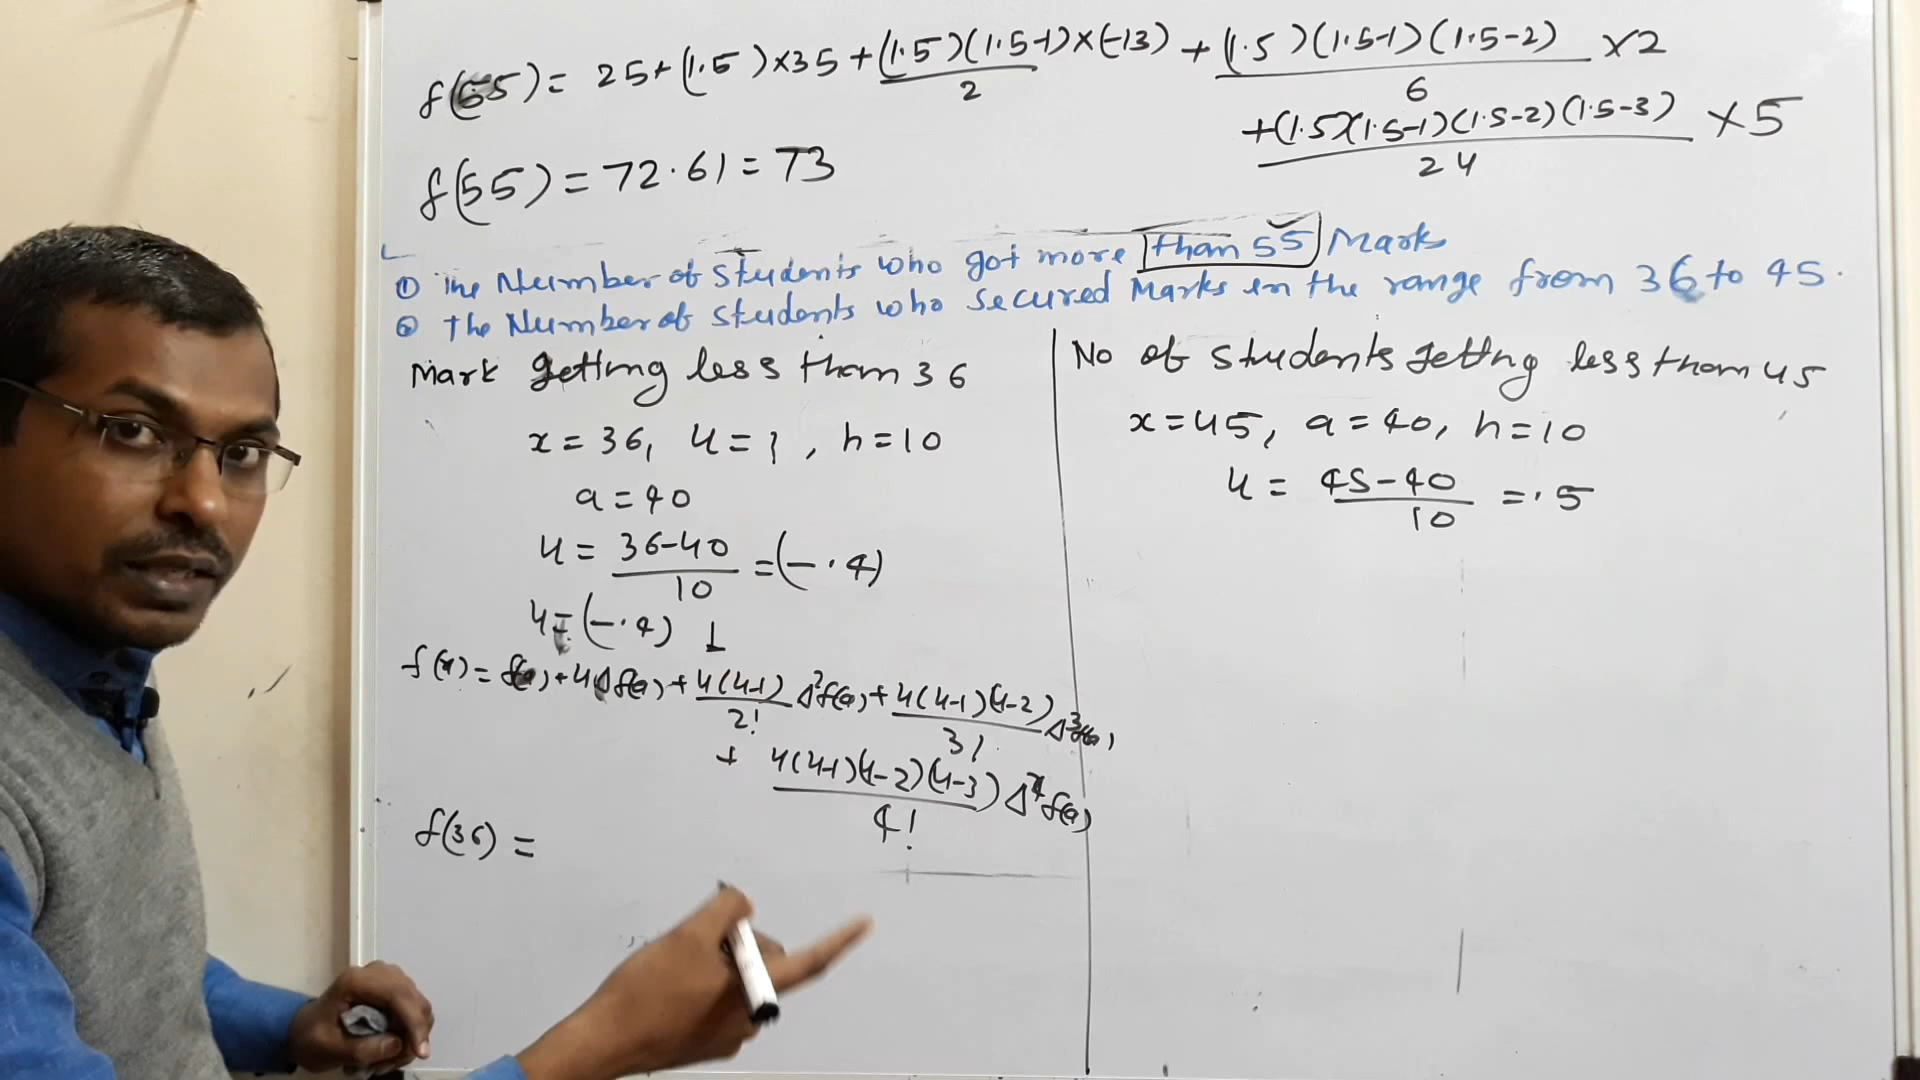 f(55) = 25 + (1.5) × 35 + (1.5)(1.5-1) × (-13) / 2 + (1.5)(1.5-1)(1.5-2) / 6 × 2
+ (1.5)(1.5-1)(1.5-2)(1.5-3) / 24 × 5
f(55) = 72.61 = 73
① The Number of Students who got more than 55 Marks
② The Number of Students who secured Marks in the range from 36 to 45.
Mark getting less than 36
x = 36, u = ?, h = 10
a = 40
u = 36-40 / 10 = (-.4)
u = (-.4)
f(x) = f(a) + uΔf(a) + u(u-1) / 2! Δ²f(a) + u(u-1)(u-2) / 3! Δ³f(a)
+ u(u-1)(u-2)(u-3) / 4! Δ⁴f(a)
f(36) =
No of students getting less than 45
x = 45, a = 40, h = 10
u = 45-40 / 10 = .5